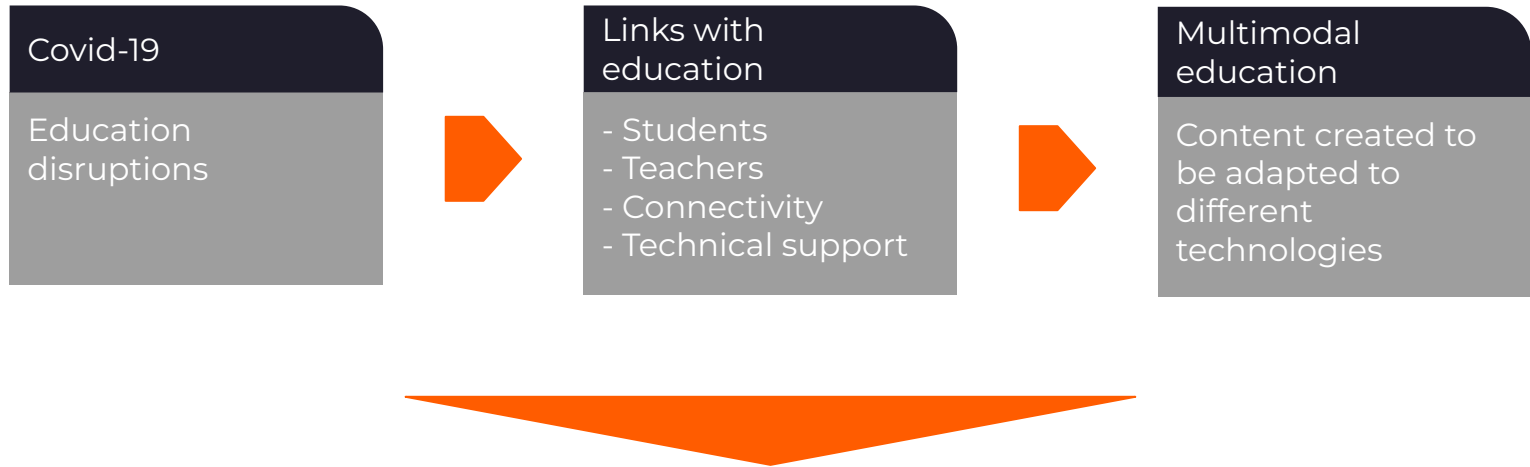 Covid-19
Education
disruptions
Links with
education
- Students
- Teachers
- Connectivity
- Technical support
Multimodal
education
Content created to
be adapted to
different
technologies